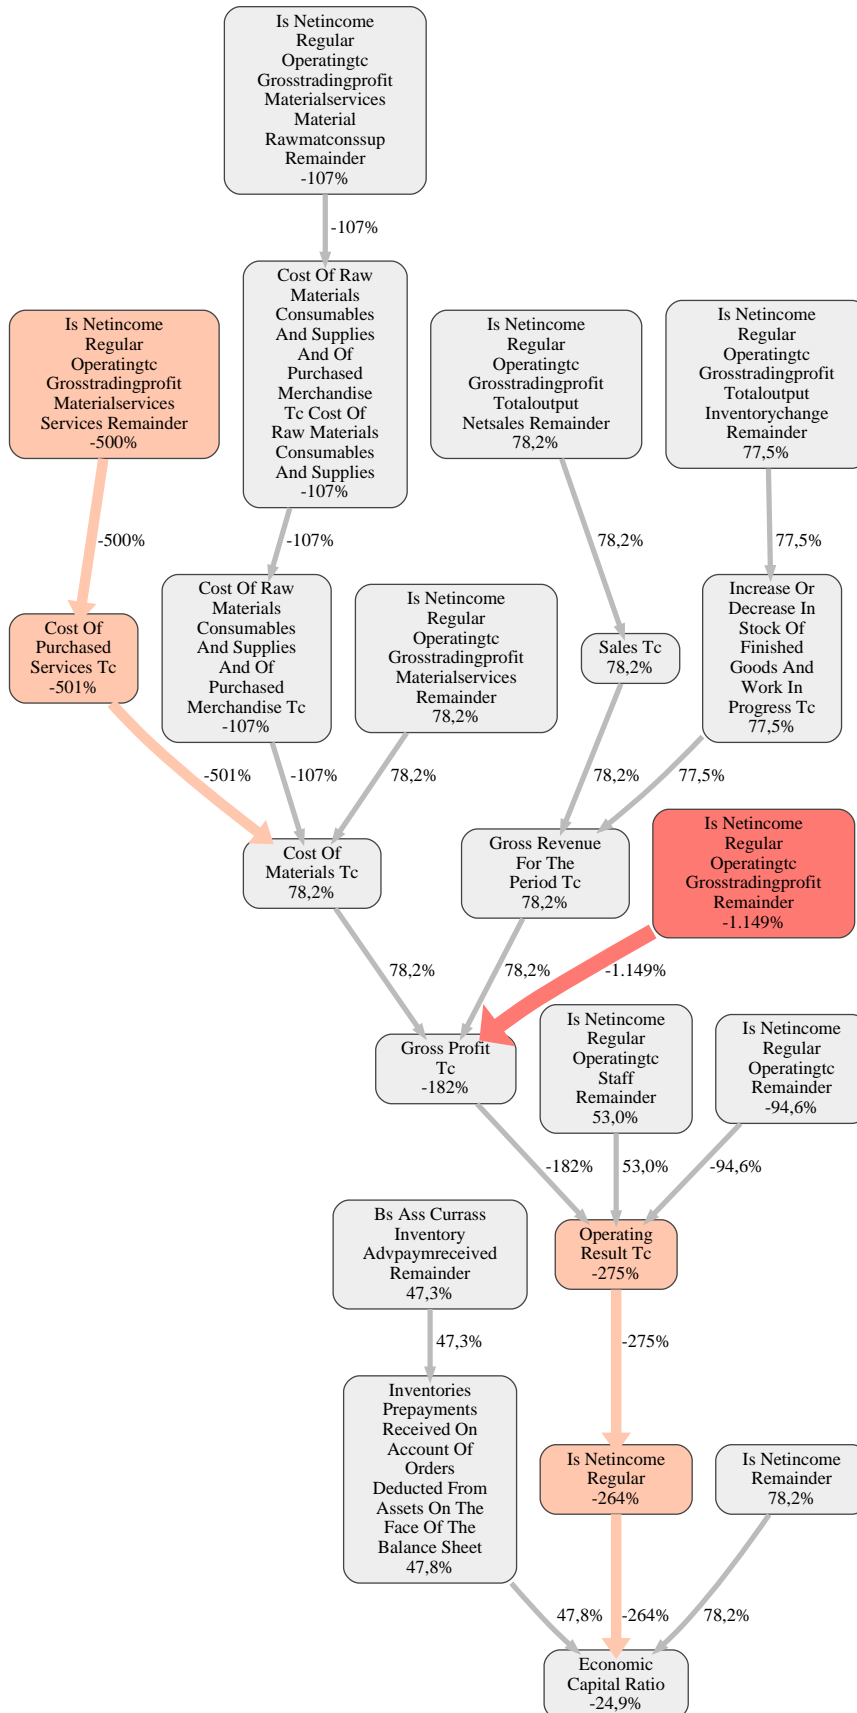 Is Netincome
Regular
Operatingtc
Grosstradingprofit
Materialservices
Material
Rawmatconssup
Remainder
-107%
-107%
Cost Of Raw
Materials
Consumables
And Supplies
And Of
Purchased
Merchandise
Tc Cost Of
Raw Materials
Consumables
And Supplies
-107%
Is Netincome
Regular
Operatingtc
Grosstradingprofit
Materialservices
Services Remainder
-500%
Is Netincome
Regular
Operatingtc
Grosstradingprofit
Totaloutput
Netsales Remainder
78,2%
Is Netincome
Regular
Operatingtc
Grosstradingprofit
Totaloutput
Inventorychange
Remainder
77,5%
-500%
-107%
78,2%
77,5%
Cost Of
Purchased
Services Tc
-501%
Cost Of Raw
Materials
Consumables
And Supplies
And Of
Purchased
Merchandise Tc
-107%
Is Netincome
Regular
Operatingtc
Grosstradingprofit
Materialservices
Remainder
78,2%
Sales Tc
78,2%
Increase Or
Decrease In
Stock Of
Finished
Goods And
Work In
Progress Tc
77,5%
-501%
-107%
78,2%
78,2%
77,5%
Cost Of
Materials Tc
78,2%
Gross Revenue
For The
Period Tc
78,2%
Is Netincome
Regular
Operatingtc
Grosstradingprofit
Remainder
-1.149%
78,2%
78,2%
-1.149%
Gross Profit
Tc
-182%
Is Netincome
Regular
Operatingtc
Staff
Remainder
53,0%
Is Netincome
Regular
Operatingtc
Remainder
-94,6%
-182%
53,0%
-94,6%
Bs Ass Currass
Inventory
Advpaymreceived
Remainder
47,3%
Operating
Result Tc
-275%
47,3%
-275%
Inventories
Prepayments
Received On
Account Of
Orders
Deducted From
Assets On The
Face Of The
Balance Sheet
47,8%
Is Netincome
Regular
-264%
Is Netincome
Remainder
78,2%
47,8%
-264%
78,2%
Economic
Capital Ratio
-24,9%